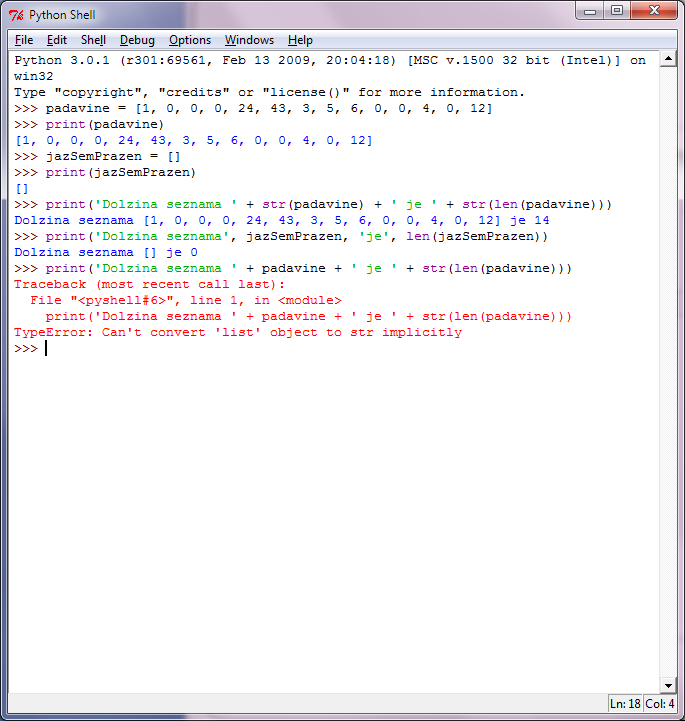 Python Shell
File Edit Shell Debug Options Windows Help
Python 3.0.1 (r301:69561, Feb 13 2009, 20:04:18) [MSC v.1500 32 bit (Intel)] on
win32
Type "copyright", "credits" or "license()" for more information.
>>> padavine = [1, 0, 0, 0, 24, 43, 3, 5, 6, 0, 0, 4, 0, 12]
>>> print(padavine)
[1, 0, 0, 0, 24, 43, 3, 5, 6, 0, 0, 4, 0, 12]
>>> jazSemPrazen = []
>>> print(jazSemPrazen)
[]
>>> print('Dolzina seznama ' + str(padavine) + ' je ' + str(len(padavine)))
Dolzina seznama [1, 0, 0, 0, 24, 43, 3, 5, 6, 0, 0, 4, 0, 12] je 14
>>> print('Dolzina seznama', jazSemPrazen, 'je', len(jazSemPrazen))
Dolzina seznama [] je 0
>>> print('Dolzina seznama ' + padavine + ' je ' + str(len(padavine)))
Traceback (most recent call last):
  File "<pyshell#6>", line 1, in <module>
    print('Dolzina seznama ' + padavine + ' je ' + str(len(padavine)))
TypeError: Can't convert 'list' object to str implicitly
>>>
Ln: 18 Col: 4